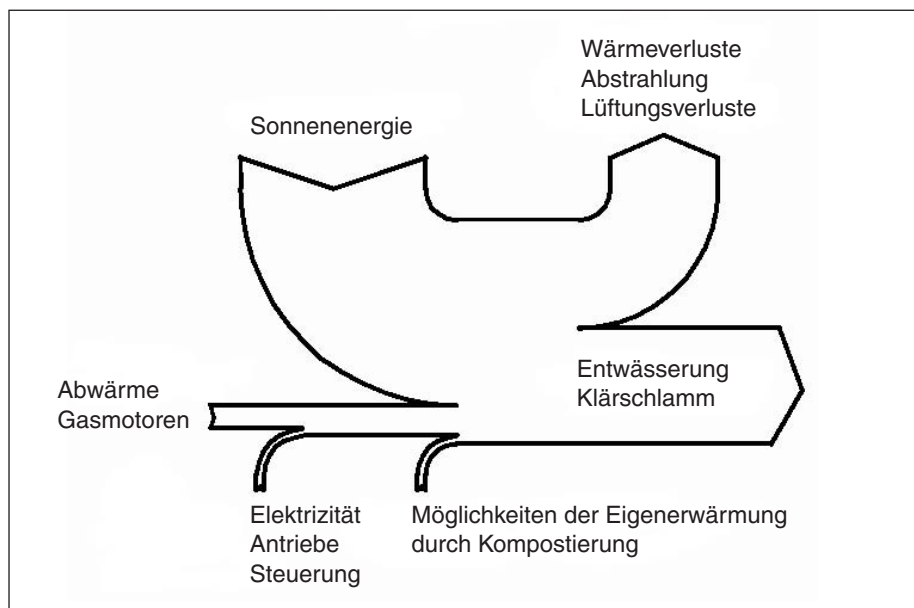 Wärmeverluste
Abstrahlung
Lüftungsverluste
Sonnenenergie
Entwässerung
Klärschlamm
Abwärme
Gasmotoren
Elektrizität
Antriebe
Steuerung
Möglichkeiten der Eigenerwärmung
durch Kompostierung